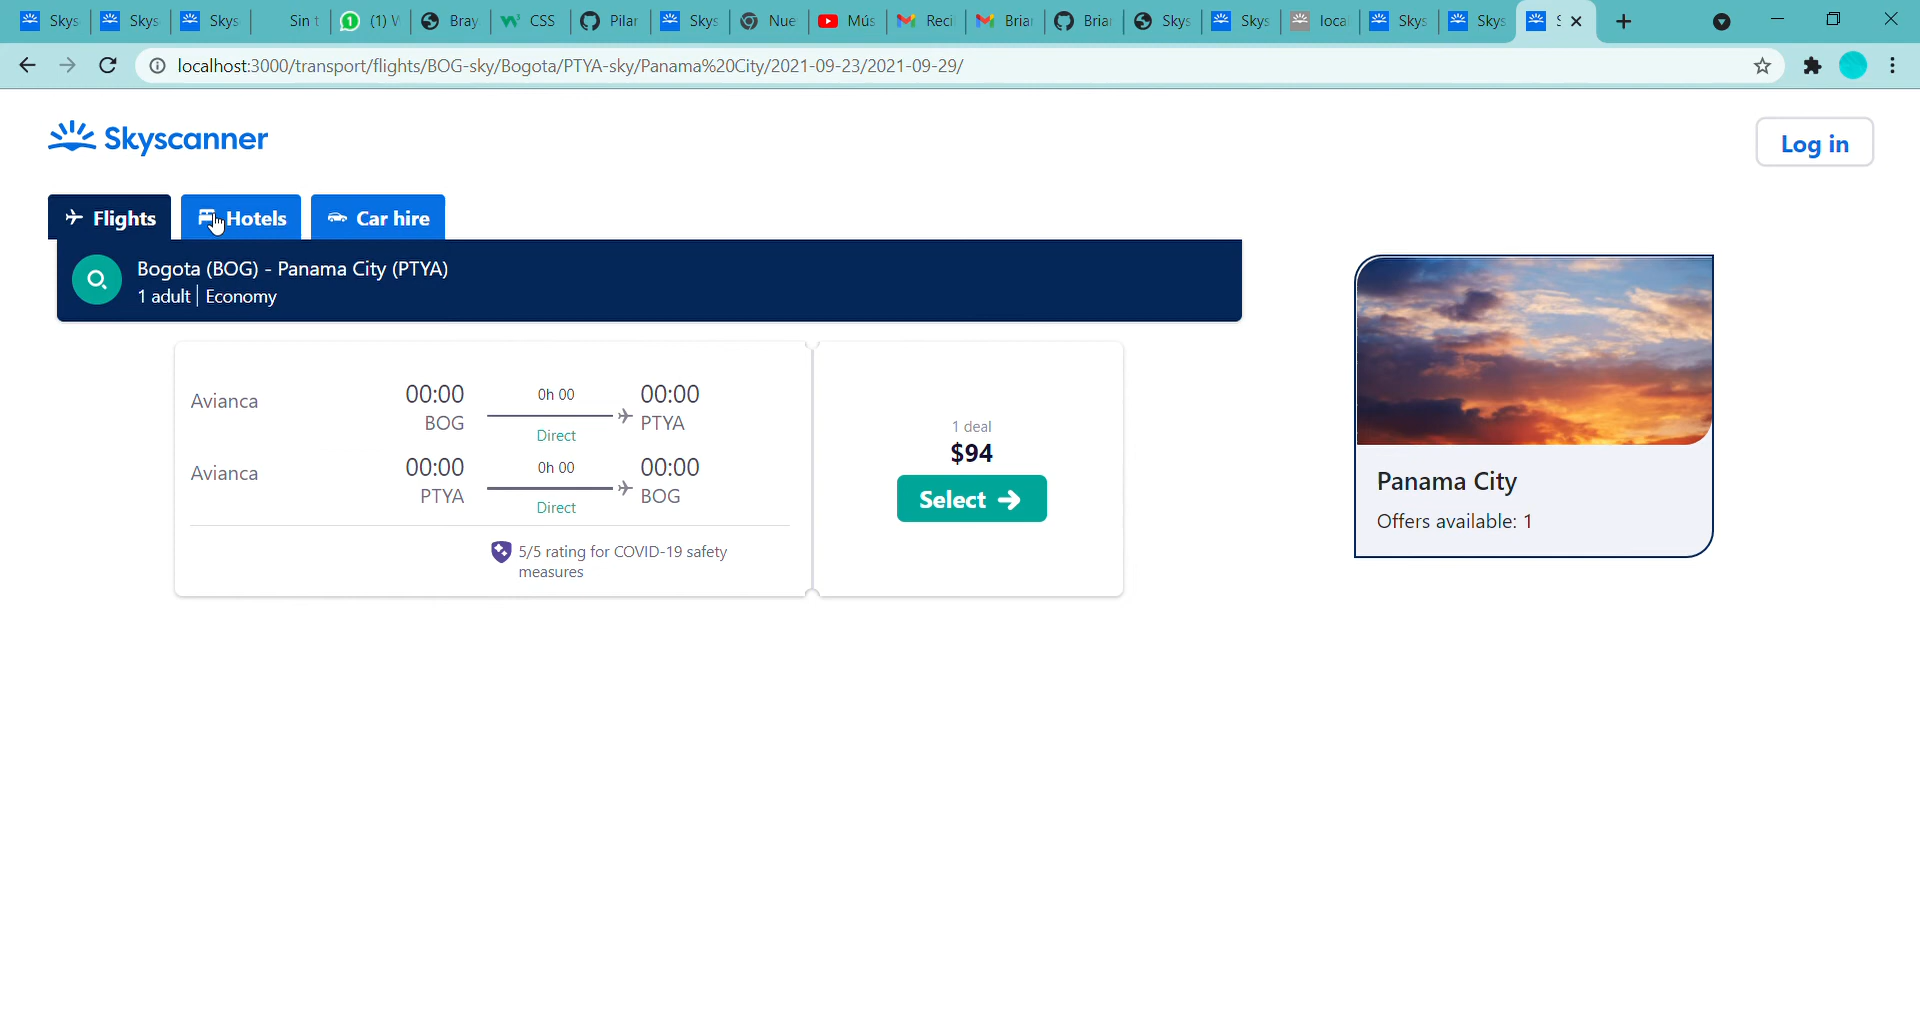 Skys
Skys
Skys
Sin t
(1) W
Bray
CSS
Pilar
Skys
Nue
Mús
Reci
Brian
Brian
Skys
Skys
local
Skys
Skys
S
localhost:3000/transport/flights/BOG-sky/Bogota/PTYA-sky/Panama%20City/2021-09-23/2021-09-29/
Skyscanner
Log in
Flights
Hotels
Car hire
Bogota (BOG) - Panama City (PTYA)
1 adult | Economy
Avianca
00:00
BOG
0h 00
Direct
00:00
PTYA
Avianca
00:00
PTYA
0h 00
Direct
00:00
BOG
5/5 rating for COVID-19 safety
measures
1 deal
$94
Select
Panama City
Offers available: 1